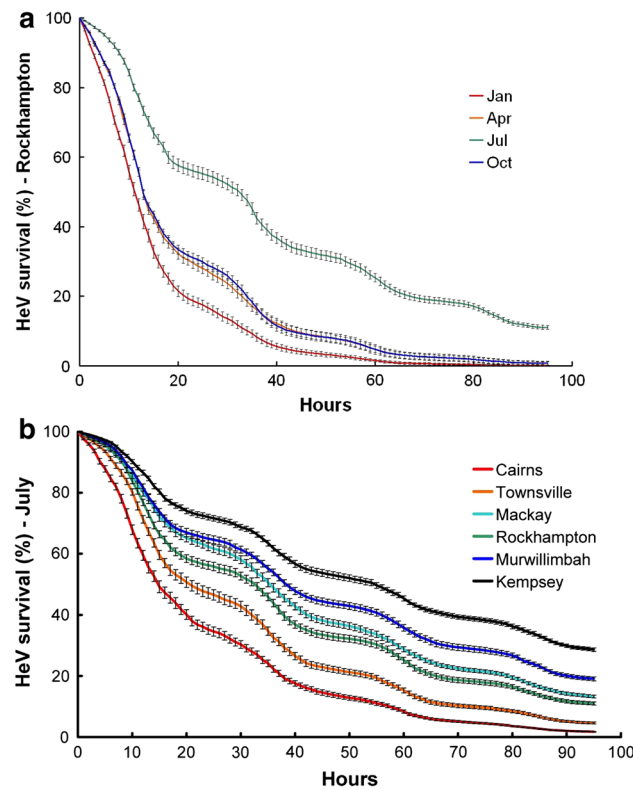 a
HeV survival (%) - Rockhampton
100
80
60
40
20
0
0 20 40 60 80 100
Hours
Jan
Apr
Jul
Oct
b
HeV survival (%) - July
100
80
60
40
20
0
0 10 20 30 40 50 60 70 80 90 100
Hours
Cairns
Townsville
Mackay
Rockhampton
Murwillimbah
Kempsey